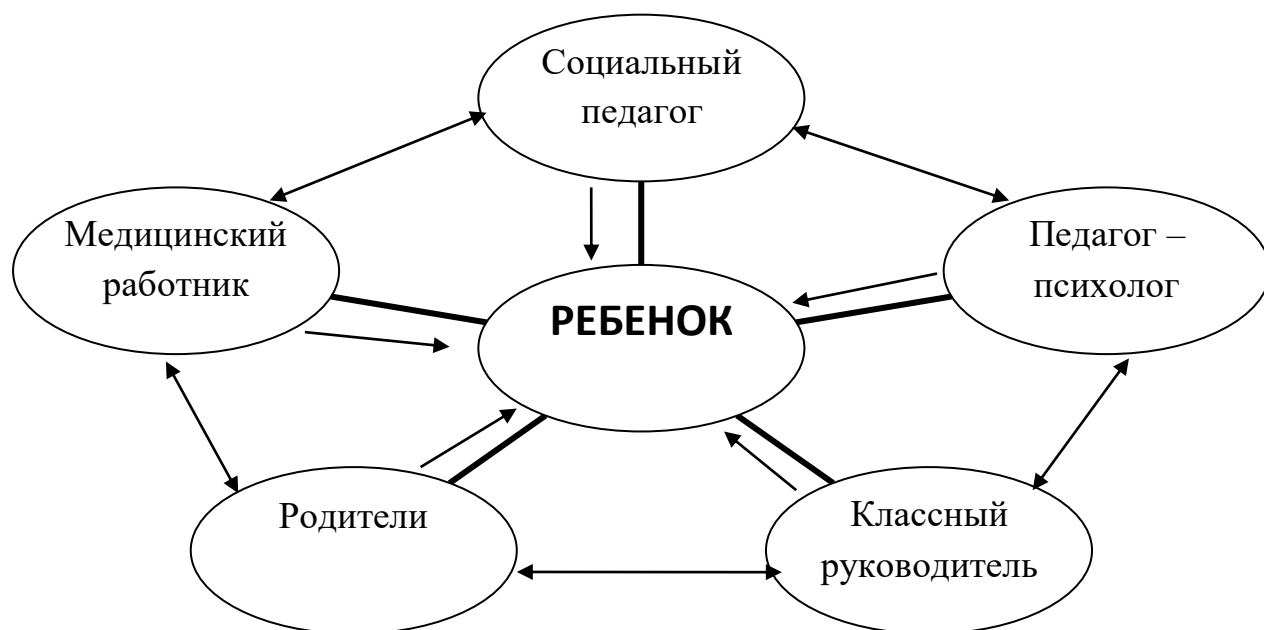 Социальный
педагог
Медицинский
работник
Педагог –
психолог
РЕБЕНОК
Родители
Классный
руководитель